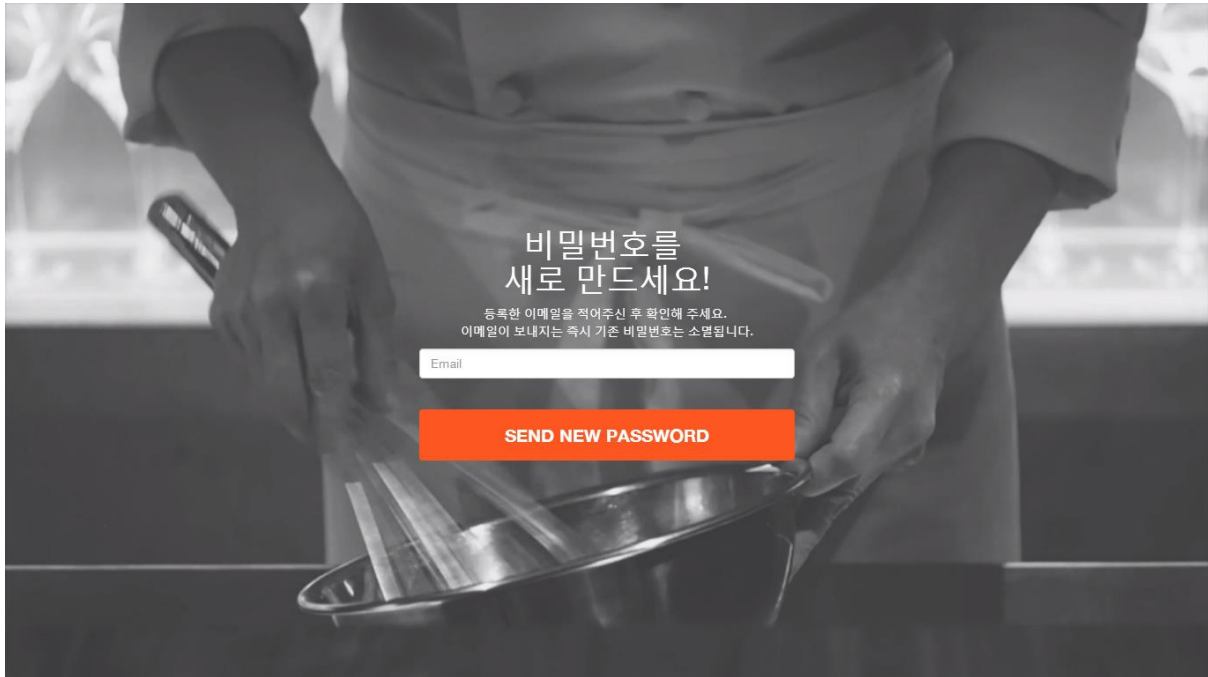 비밀번호를
새로 만드세요!
등록한 이메일을 적어주신 후 확인해 주세요.
이메일이 보내지는 즉시 기존 비밀번호는 소멸됩니다.
Email
SEND NEW PASSWORD